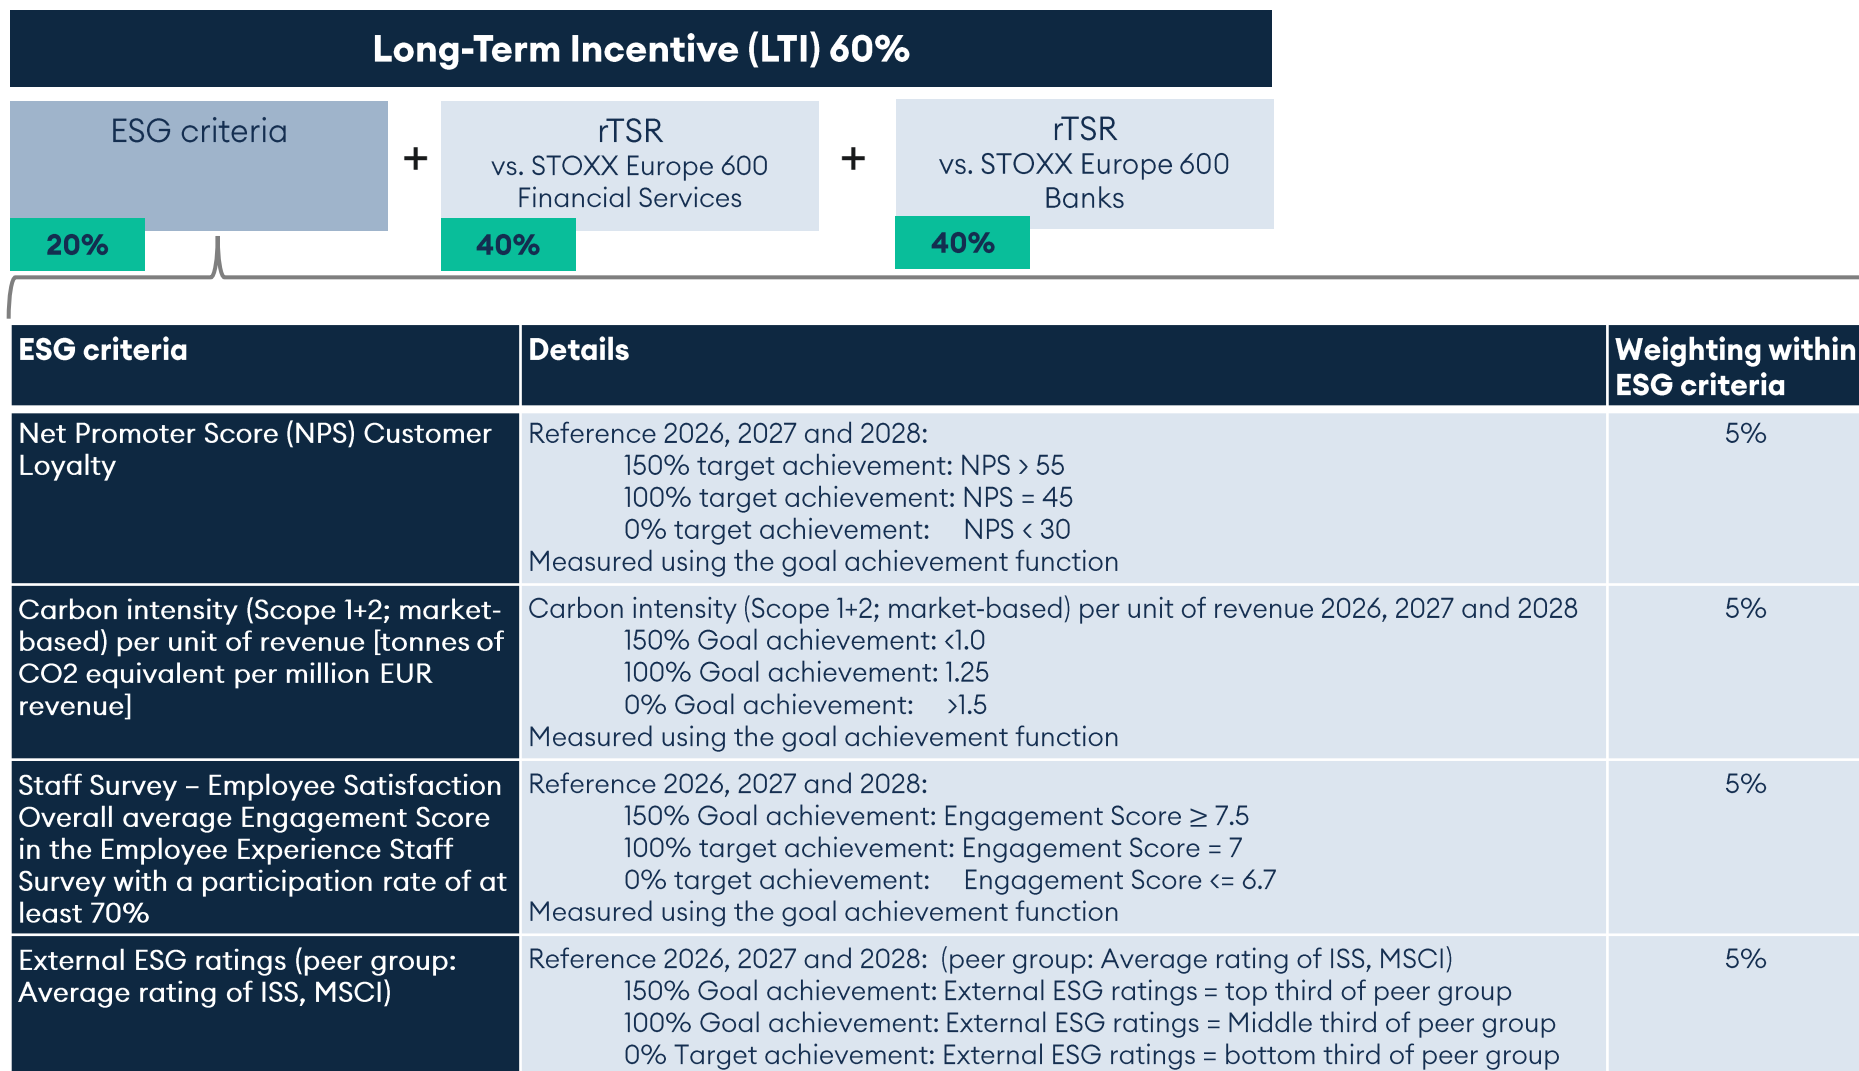 Long-Term Incentive (LTI) 60%
ESG criteria
20%
+
rTSR
vs. STOXX Europe 600
Financial Services
40%
+
rTSR
vs. STOXX Europe 600
Banks
40%
ESG criteria
Details
Weighting within
ESG criteria
Net Promoter Score (NPS) Customer
Loyalty
Reference 2026, 2027 and 2028:
150% target achievement: NPS > 55
100% target achievement: NPS = 45
0% target achievement: NPS < 30
Measured using the goal achievement function
5%
Carbon intensity (Scope 1+2; market-
based) per unit of revenue [tonnes of
CO2 equivalent per million EUR
revenue]
Carbon intensity (Scope 1+2; market-based) per unit of revenue 2026, 2027 and 2028
150% Goal achievement: <1.0
100% Goal achievement: 1.25
0% Goal achievement: >1.5
Measured using the goal achievement function
5%
Staff Survey – Employee Satisfaction
Overall average Engagement Score
in the Employee Experience Staff
Survey with a participation rate of at
least 70%
Reference 2026, 2027 and 2028:
150% Goal achievement: Engagement Score ≥ 7.5
100% target achievement: Engagement Score = 7
0% target achievement: Engagement Score <= 6.7
Measured using the goal achievement function
5%
External ESG ratings (peer group:
Average rating of ISS, MSCI)
Reference 2026, 2027 and 2028: (peer group: Average rating of ISS, MSCI)
150% Goal achievement: External ESG ratings = top third of peer group
100% Goal achievement: External ESG ratings = Middle third of peer group
0% Target achievement: External ESG ratings = bottom third of peer group
5%